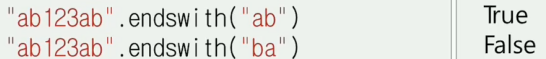 "ab123ab".endswith("ab") True
"ab123ab".endswith("ba") False